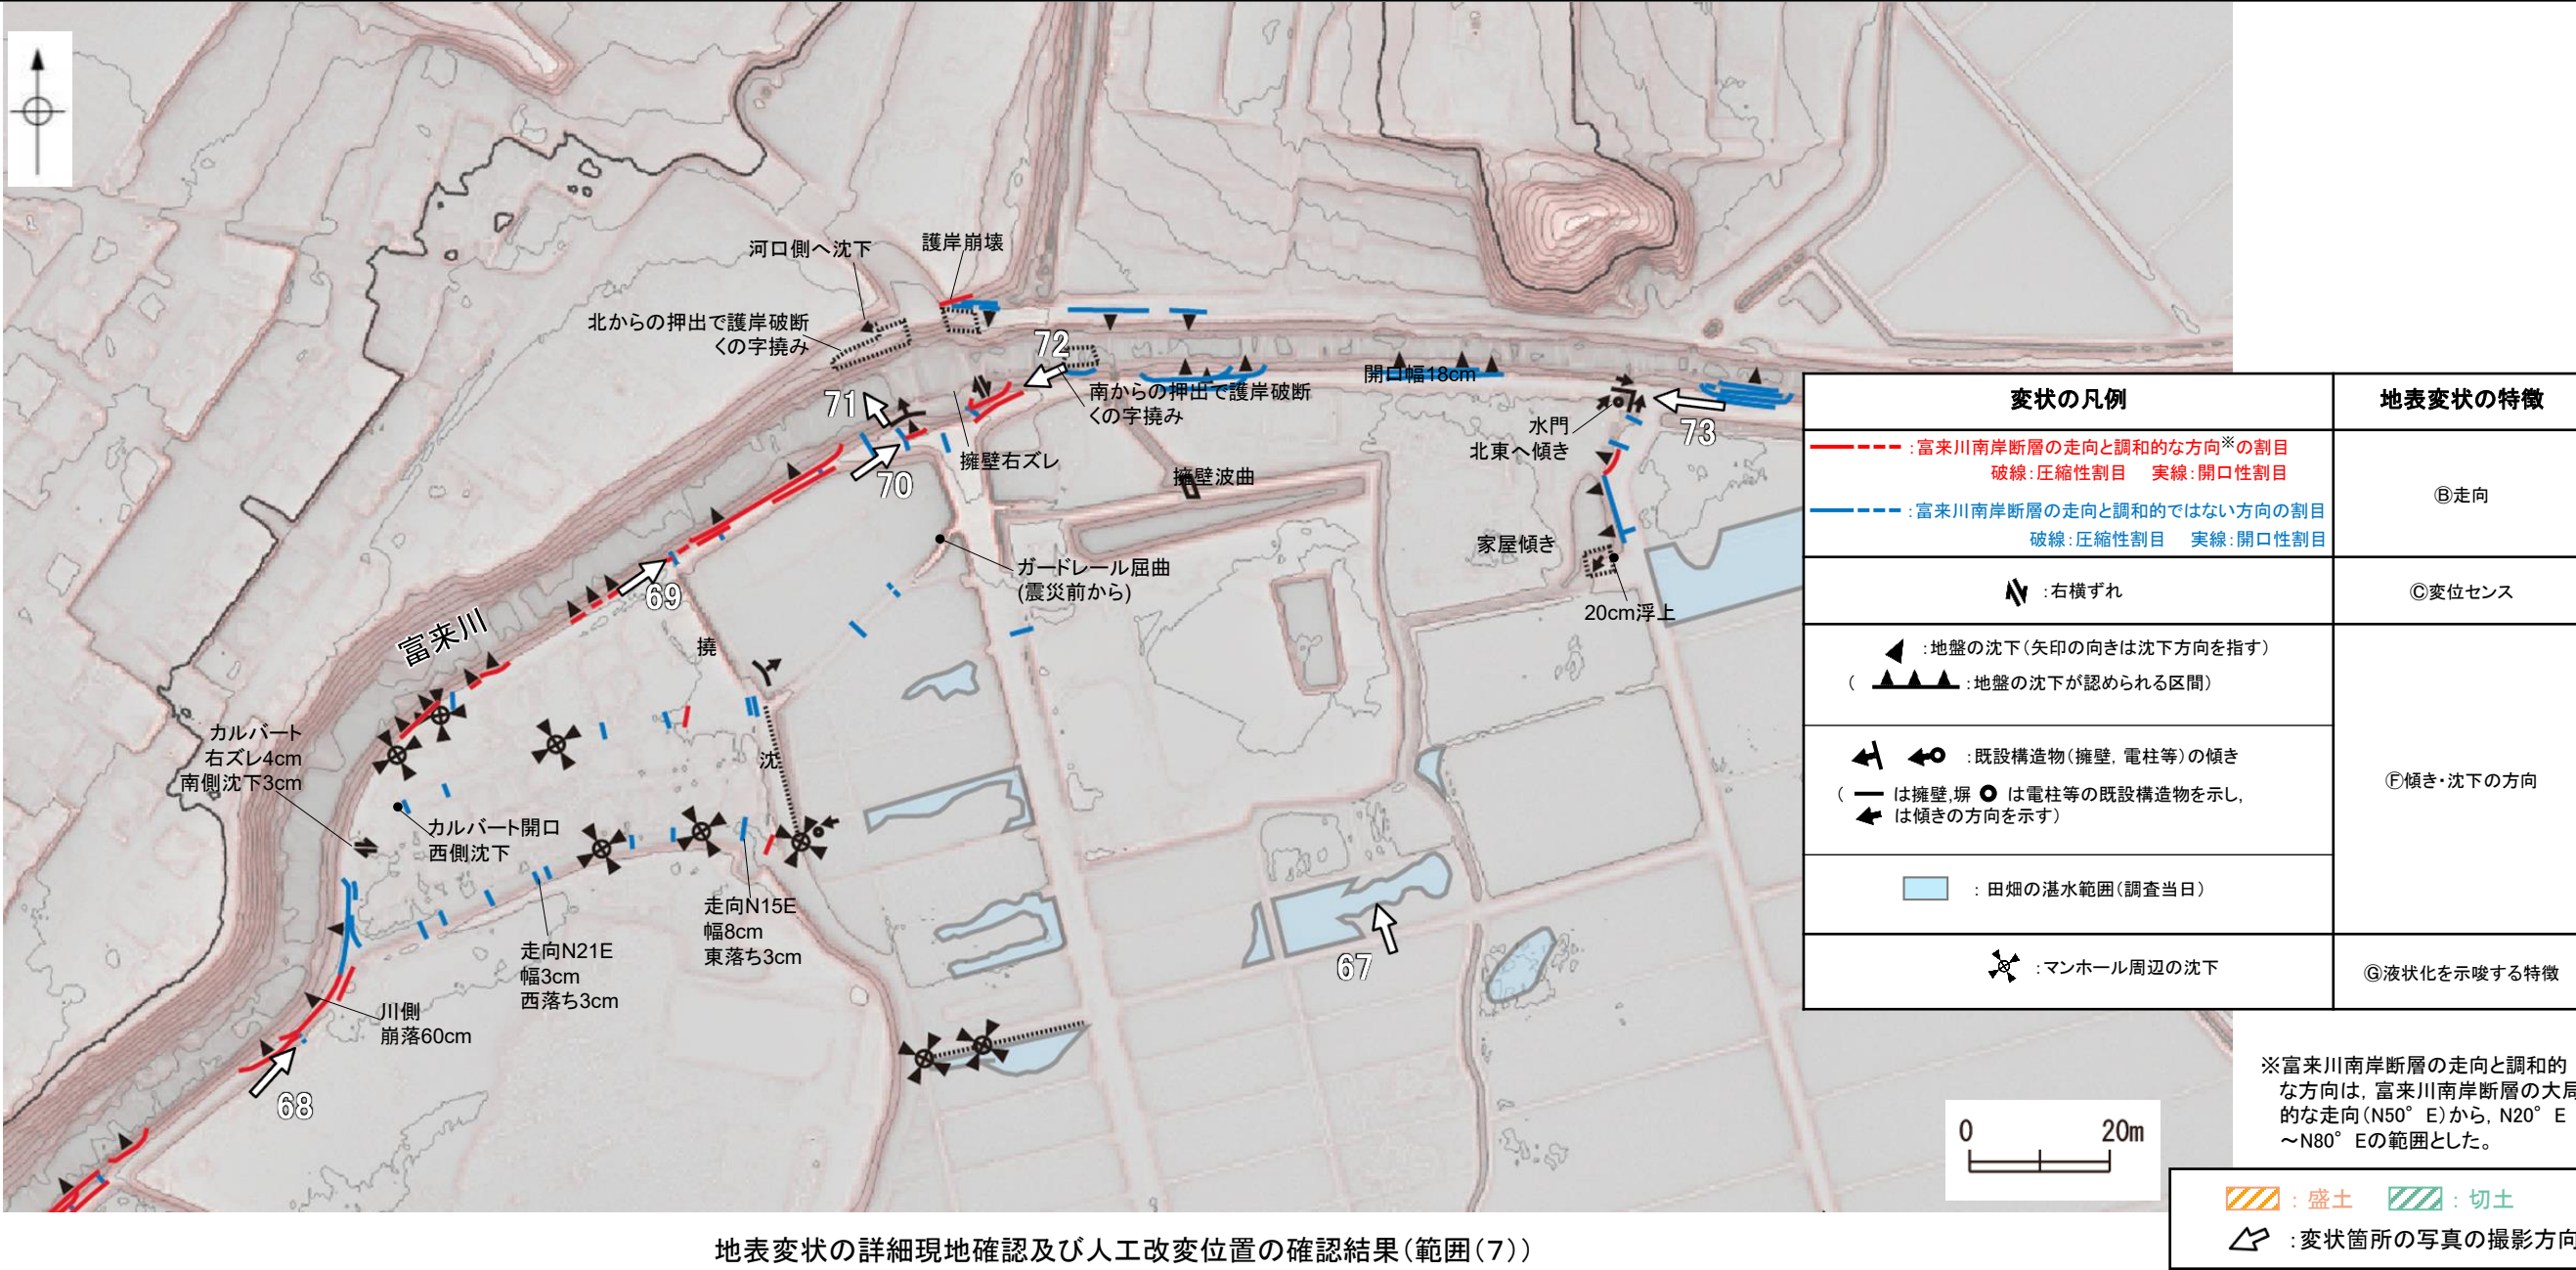 河口側へ沈下
護岸崩壊
北からの押出で護岸破断
くの字撓み
72
南からの押出で護岸破断
くの字撓み
開口幅18cm
71
70
擁壁右ズレ
擁壁波曲
水門
北東へ傾き
73
家屋傾き
20cm浮上
ガードレール屈曲
(震災前から)
69
富来川
撓
沈
カルバート
右ズレ4cm
南側沈下3cm
カルバート開口
西側沈下
走向N15E
幅8cm
東落ち3cm
走向N21E
幅3cm
西落ち3cm
川側
崩落60cm
68
67
変状の凡例
地表変状の特徴
:富来川南岸断層の走向と調和的な方向※の割目
破線:圧縮性割目 実線:開口性割目
:富来川南岸断層の走向と調和的ではない方向の割目
破線:圧縮性割目 実線:開口性割目
Ⓑ走向
:右横ずれ
Ⓒ変位センス
:地盤の沈下(矢印の向きは沈下方向を指す)
( :地盤の沈下が認められる区間)
:既設構造物(擁壁, 電柱等)の傾き
( は擁壁,塀 は電柱等の既設構造物を示し,
は傾きの方向を示す)
Ⓕ傾き・沈下の方向
: 田畑の湛水範囲(調査当日)
:マンホール周辺の沈下
Ⓖ液状化を示唆する特徴
※富来川南岸断層の走向と調和的
な方向は, 富来川南岸断層の大局
的な走向(N50° E)から, N20° E
~N80° Eの範囲とした。
0 20m
: 盛土 : 切土
:変状箇所の写真の撮影方向
地表変状の詳細現地確認及び人工改変位置の確認結果(範囲(7))